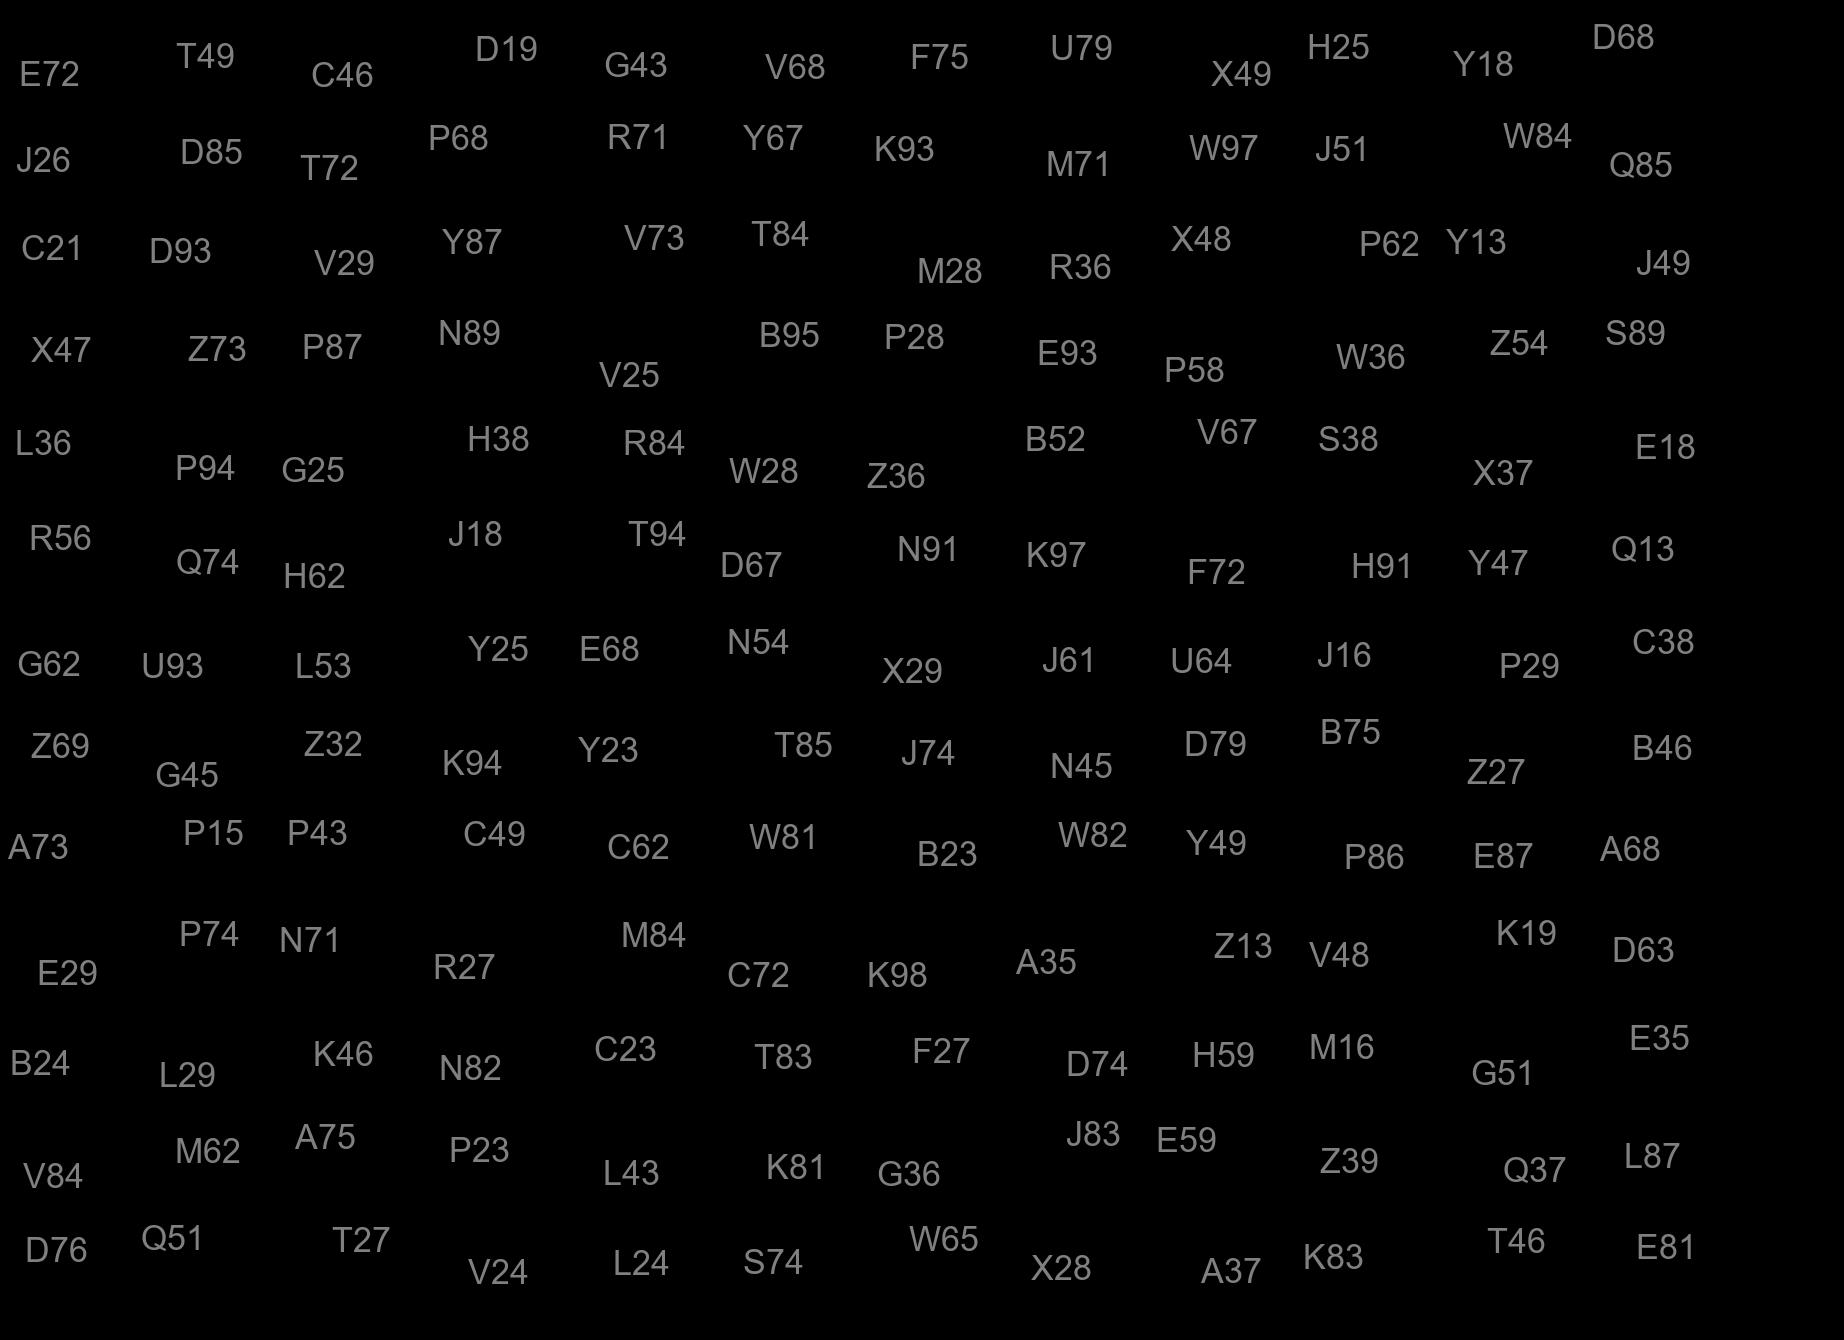 E72 T49 C46 D19 G43 V68 F75 U79 X49 H25 Y18 D68
J26 D85 T72 P68 R71 Y67 K93 M71 W97 J51 W84 Q85
C21 D93 V29 Y87 V73 T84 M28 R36 X48 P62 Y13 J49
X47 Z73 P87 N89 V25 B95 P28 E93 P58 W36 Z54 S89
L36 P94 G25 H38 R84 W28 Z36 B52 V67 S38 X37 E18
R56 Q74 H62 J18 T94 D67 N91 K97 F72 H91 Y47 Q13
G62 U93 L53 Y25 E68 N54 X29 J61 U64 J16 P29 C38
Z69 G45 Z32 K94 Y23 T85 J74 N45 D79 B75 Z27 B46
A73 P15 P43 C49 C62 W81 B23 W82 Y49 P86 E87 A68
E29 P74 N71 R27 M84 C72 K98 A35 Z13 V48 K19 D63
B24 L29 K46 N82 C23 T83 F27 D74 H59 M16 G51 E35
V84 M62 A75 P23 L43 K81 G36 J83 E59 Z39 Q37 L87
D76 Q51 T27 V24 L24 S74 W65 X28 A37 K83 T46 E81